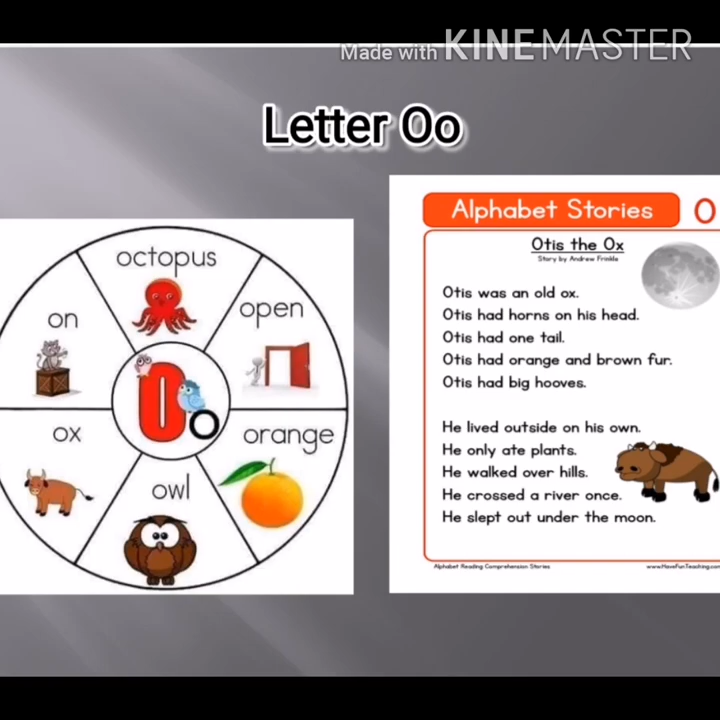 Made with KINEMASTER
Letter Oo
octopus
open
on
Oo
ox
orange
owl
Alphabet Stories O
Otis the Ox
Story by Andrew Frinkle
Otis was an old ox.
Otis had horns on his head.
Otis had one tail.
Otis had orange and brown fur.
Otis had big hooves.
He lived outside on his own.
He only ate plants.
He walked over hills.
He crossed a river once.
He slept out under the moon.
Alphabet Reading Comprehension Stories
www.HaveFunTeaching.com